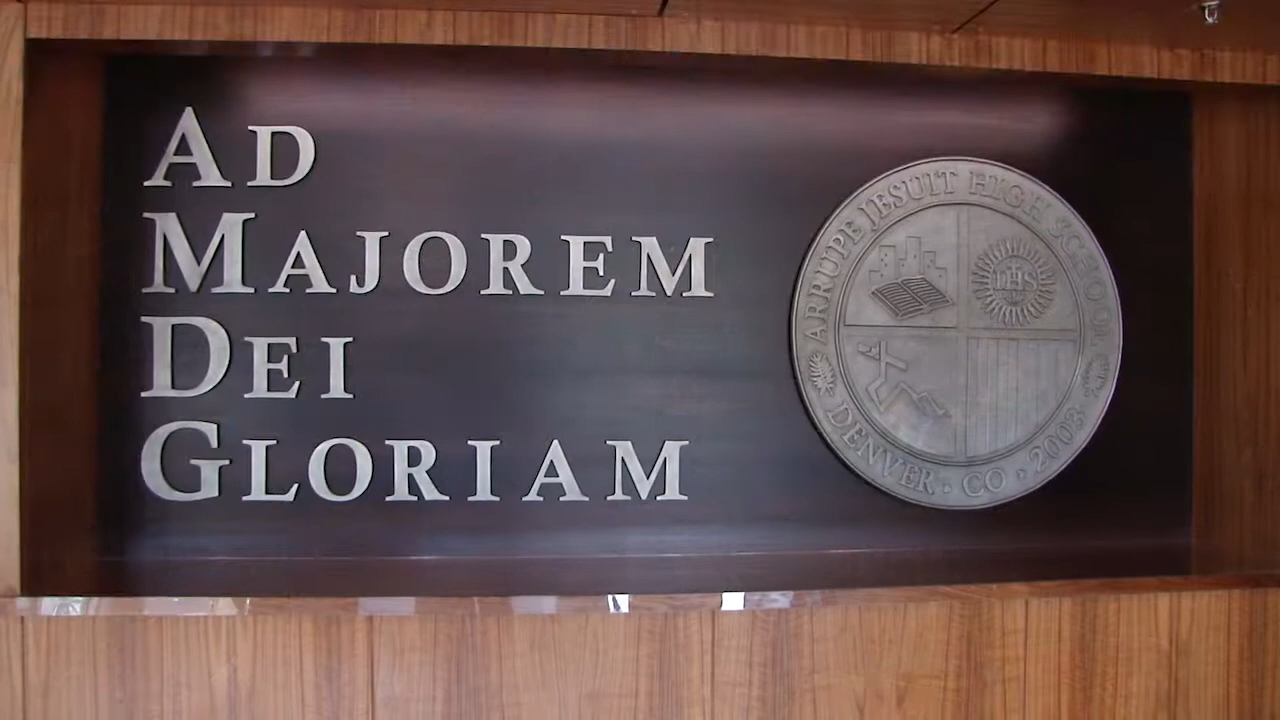 AD
MAJOREM
DEI
GLORIAM
ARRUPE JESUIT HIGH SCHOOL
IHS
DENVER, CO, 2003